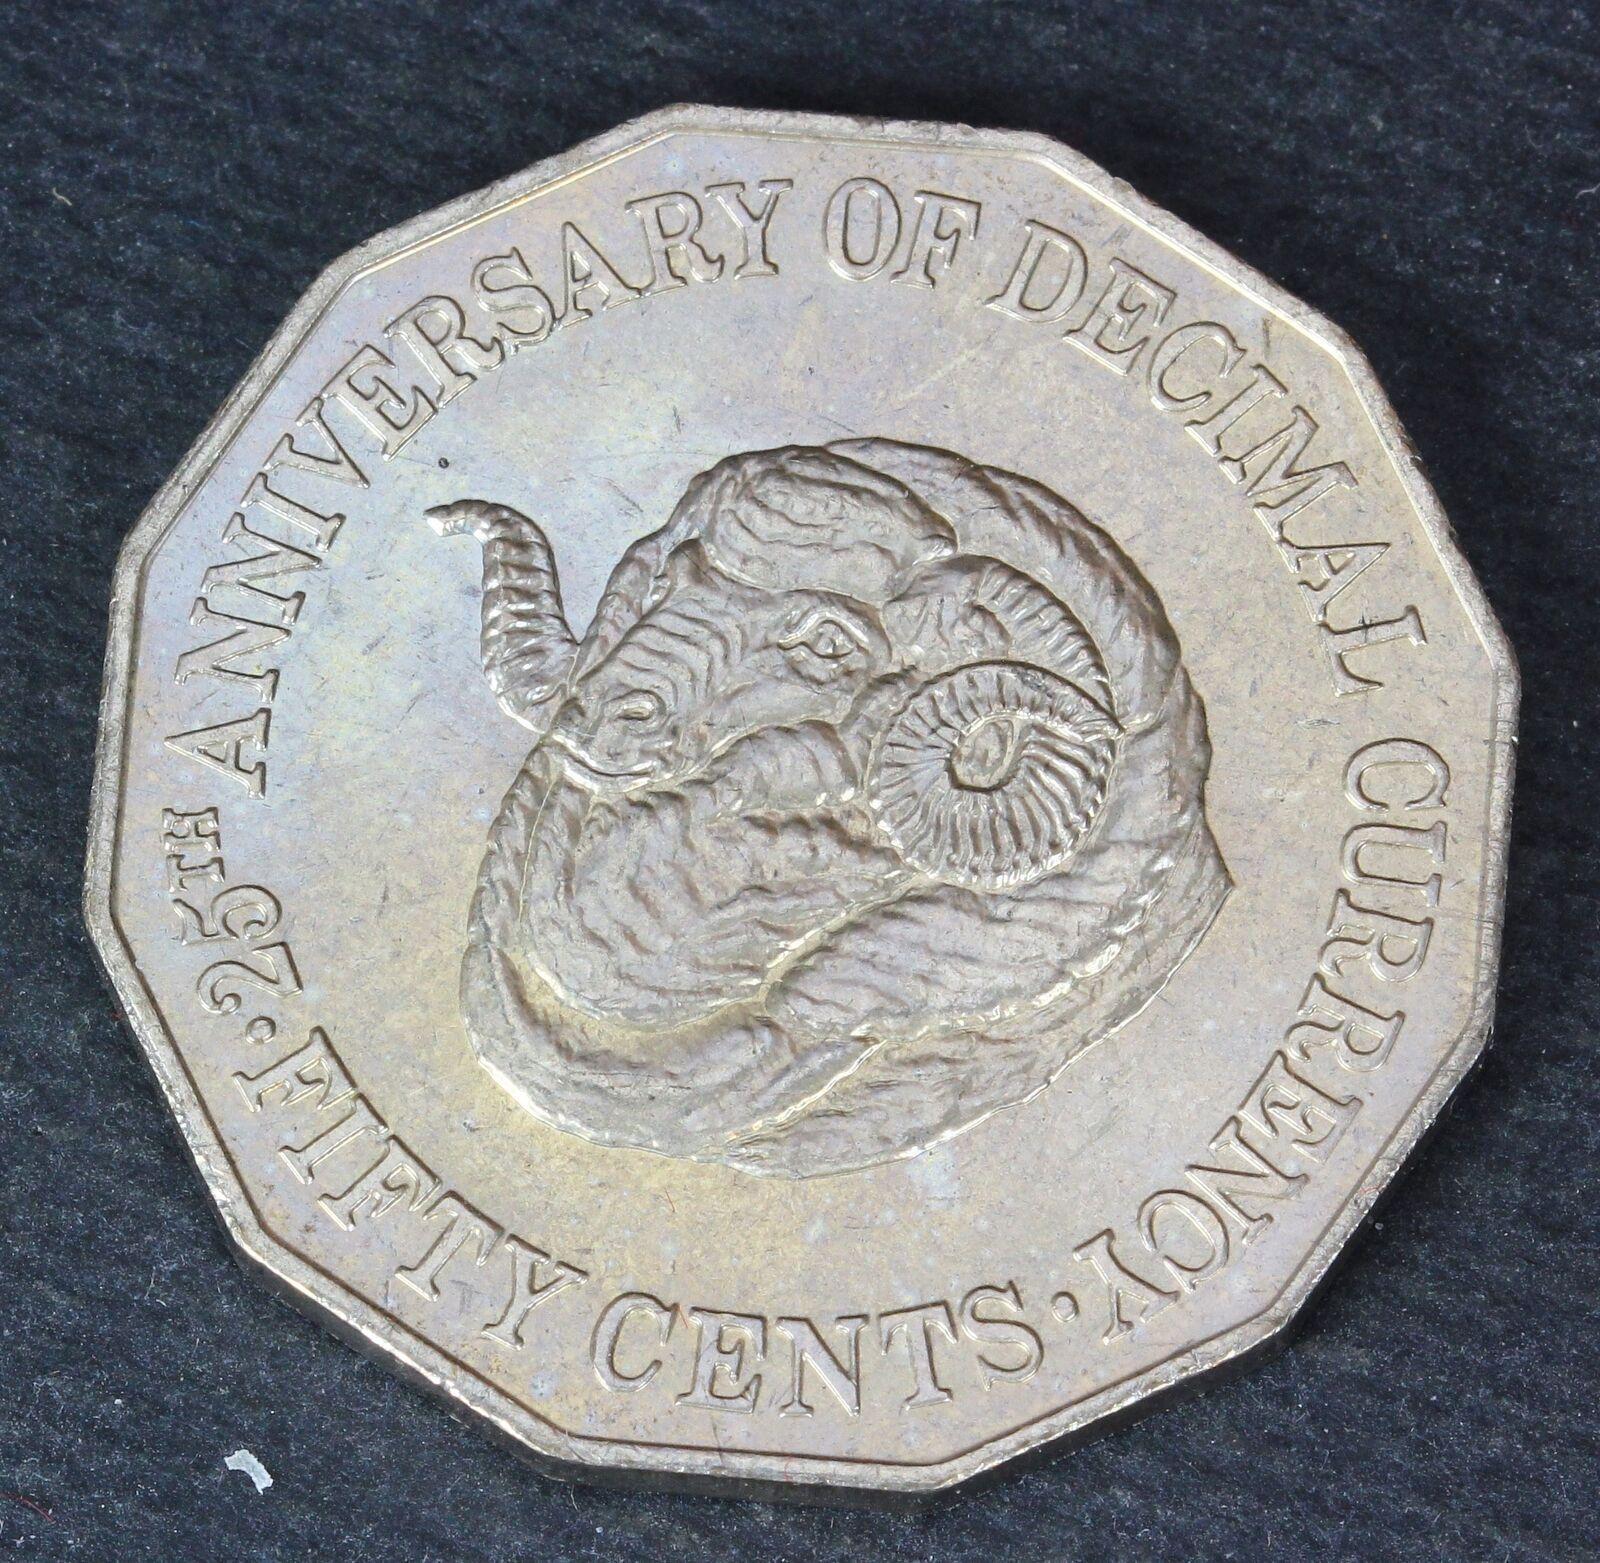 25TH ANNIVERSARY OF DECIMAL CURRENCY
· FIFTY CENTS ·